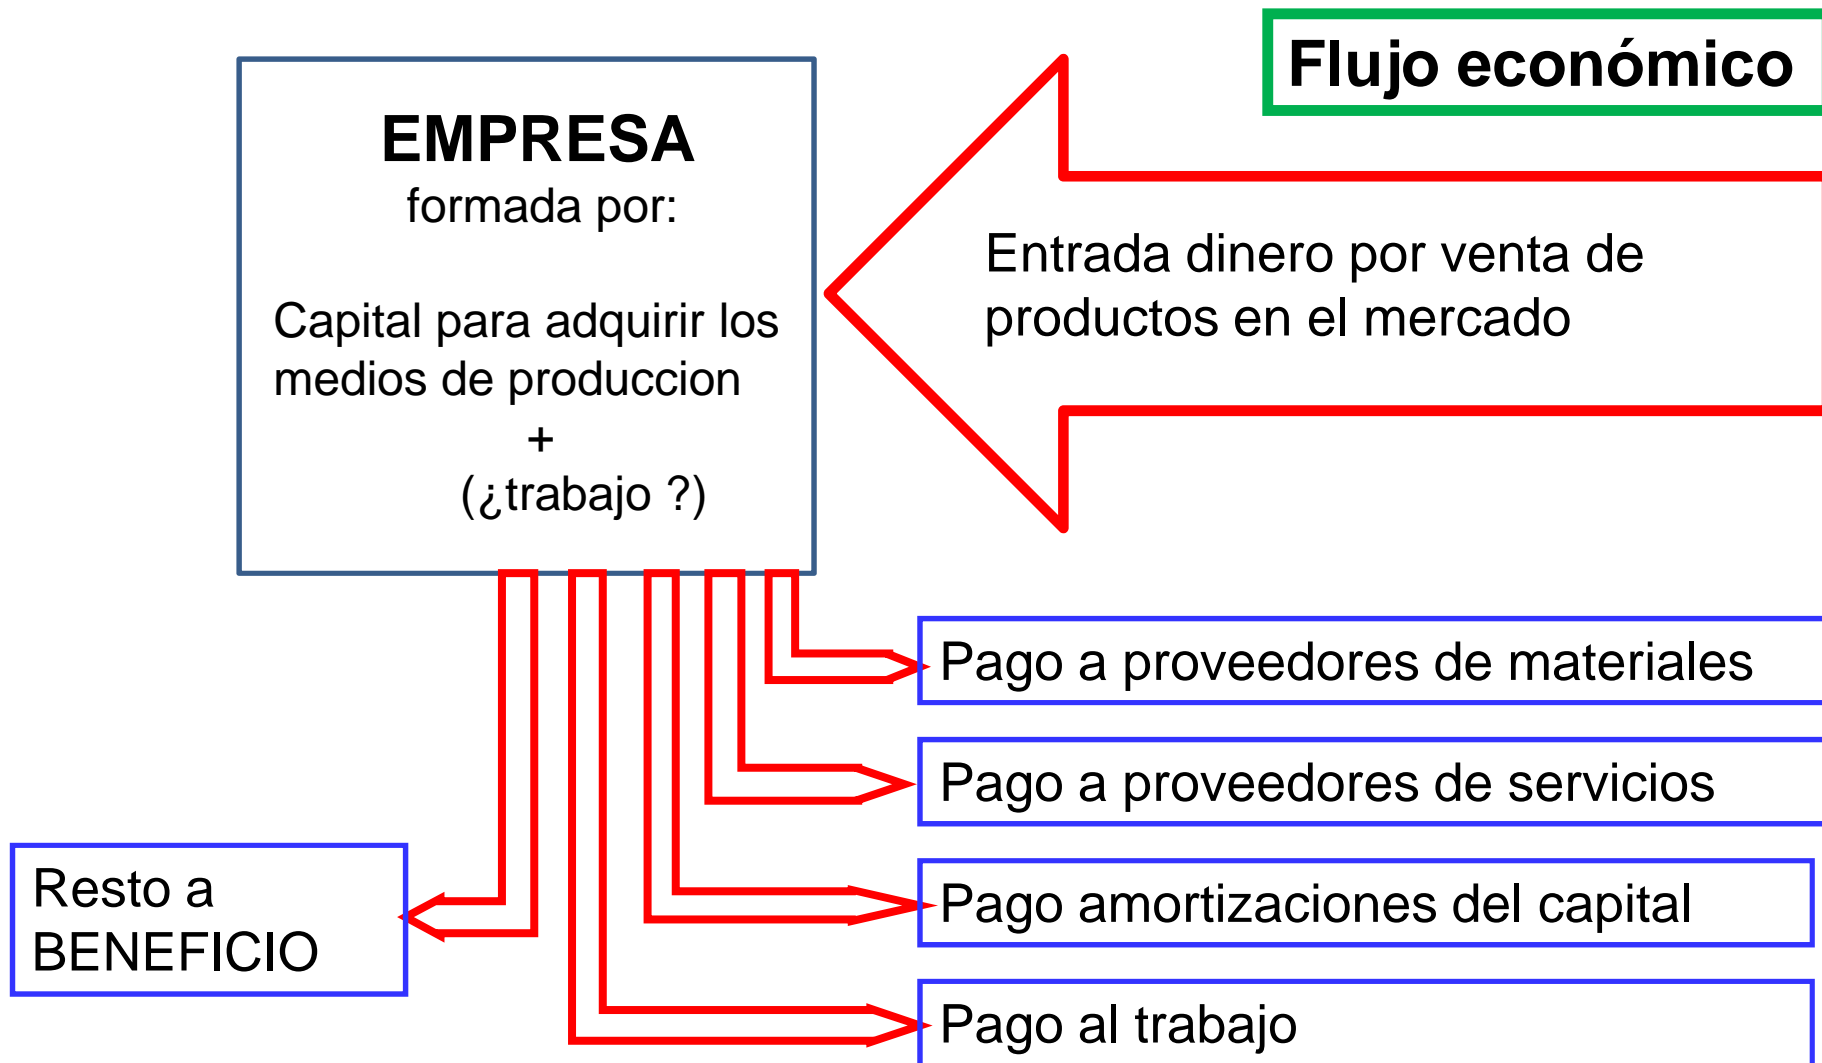 Flujo económico
EMPRESA
formada por:
Capital para adquirir los
medios de produccion
+
(¿trabajo ?)
Entrada dinero por venta de
productos en el mercado
Pago a proveedores de materiales
Pago a proveedores de servicios
Resto a
BENEFICIO
Pago amortizaciones del capital
Pago al trabajo